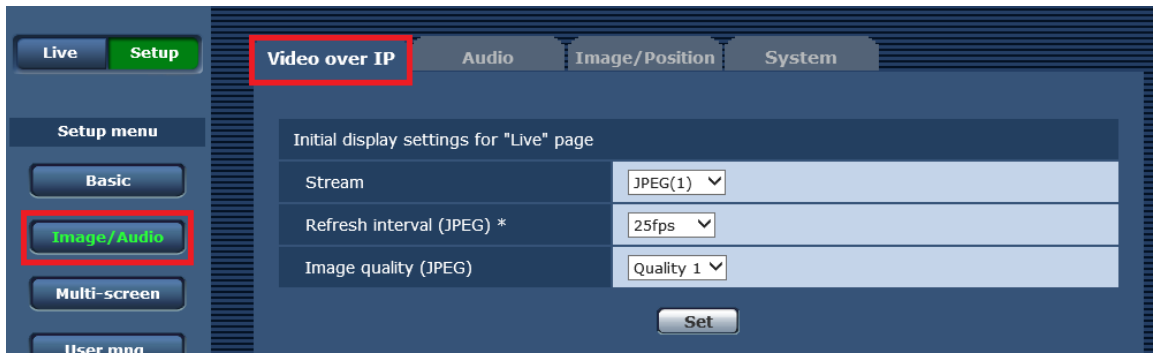 Live Setup
Video over IP Audio Image/Position System
Setup menu
Initial display settings for "Live" page
Basic
Stream JPEG(1)
Image/Audio
Refresh interval (JPEG) * 25fps
Image quality (JPEG) Quality 1
Multi-screen
Set
User mng.